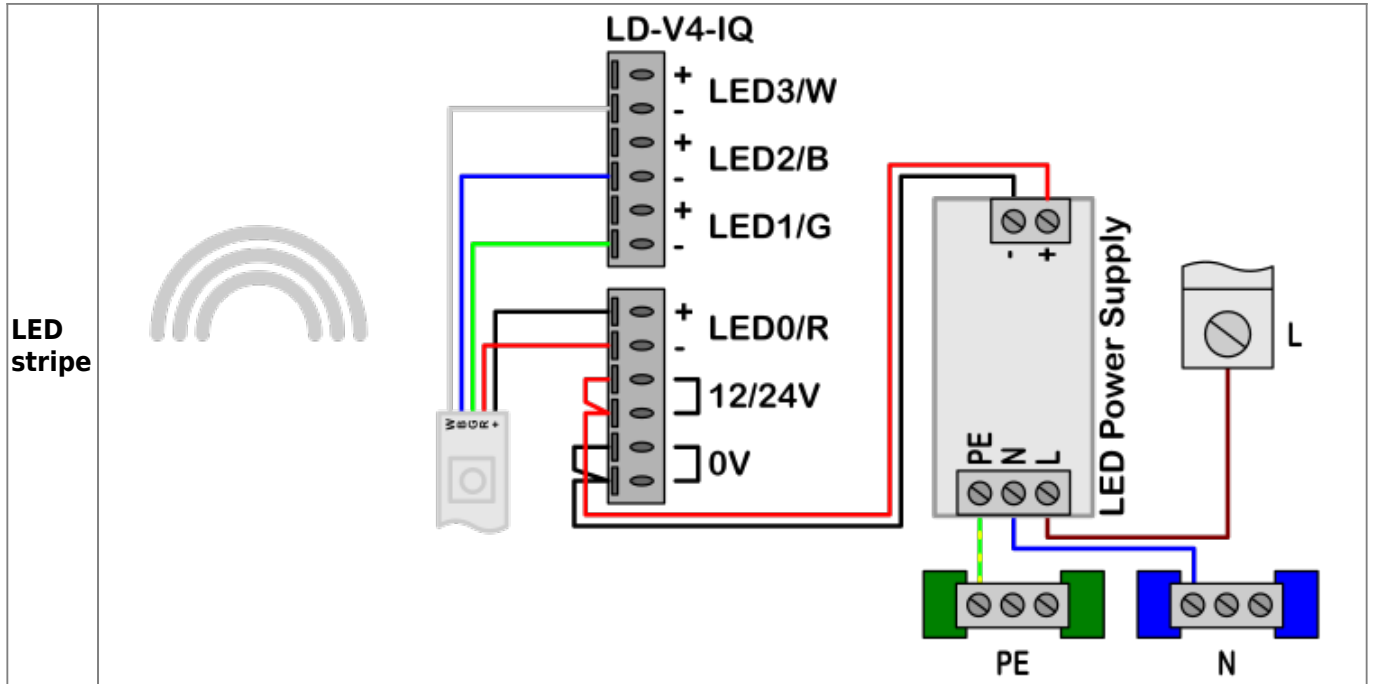 LED
stripe
LD-V4-IQ
+
LED3/W
-
+
LED2/B
-
+
LED1/G
-
+
LED0/R
-
12/24V
0V
W B G R +
- +
LED Power Supply
PE N L
L
PE
N